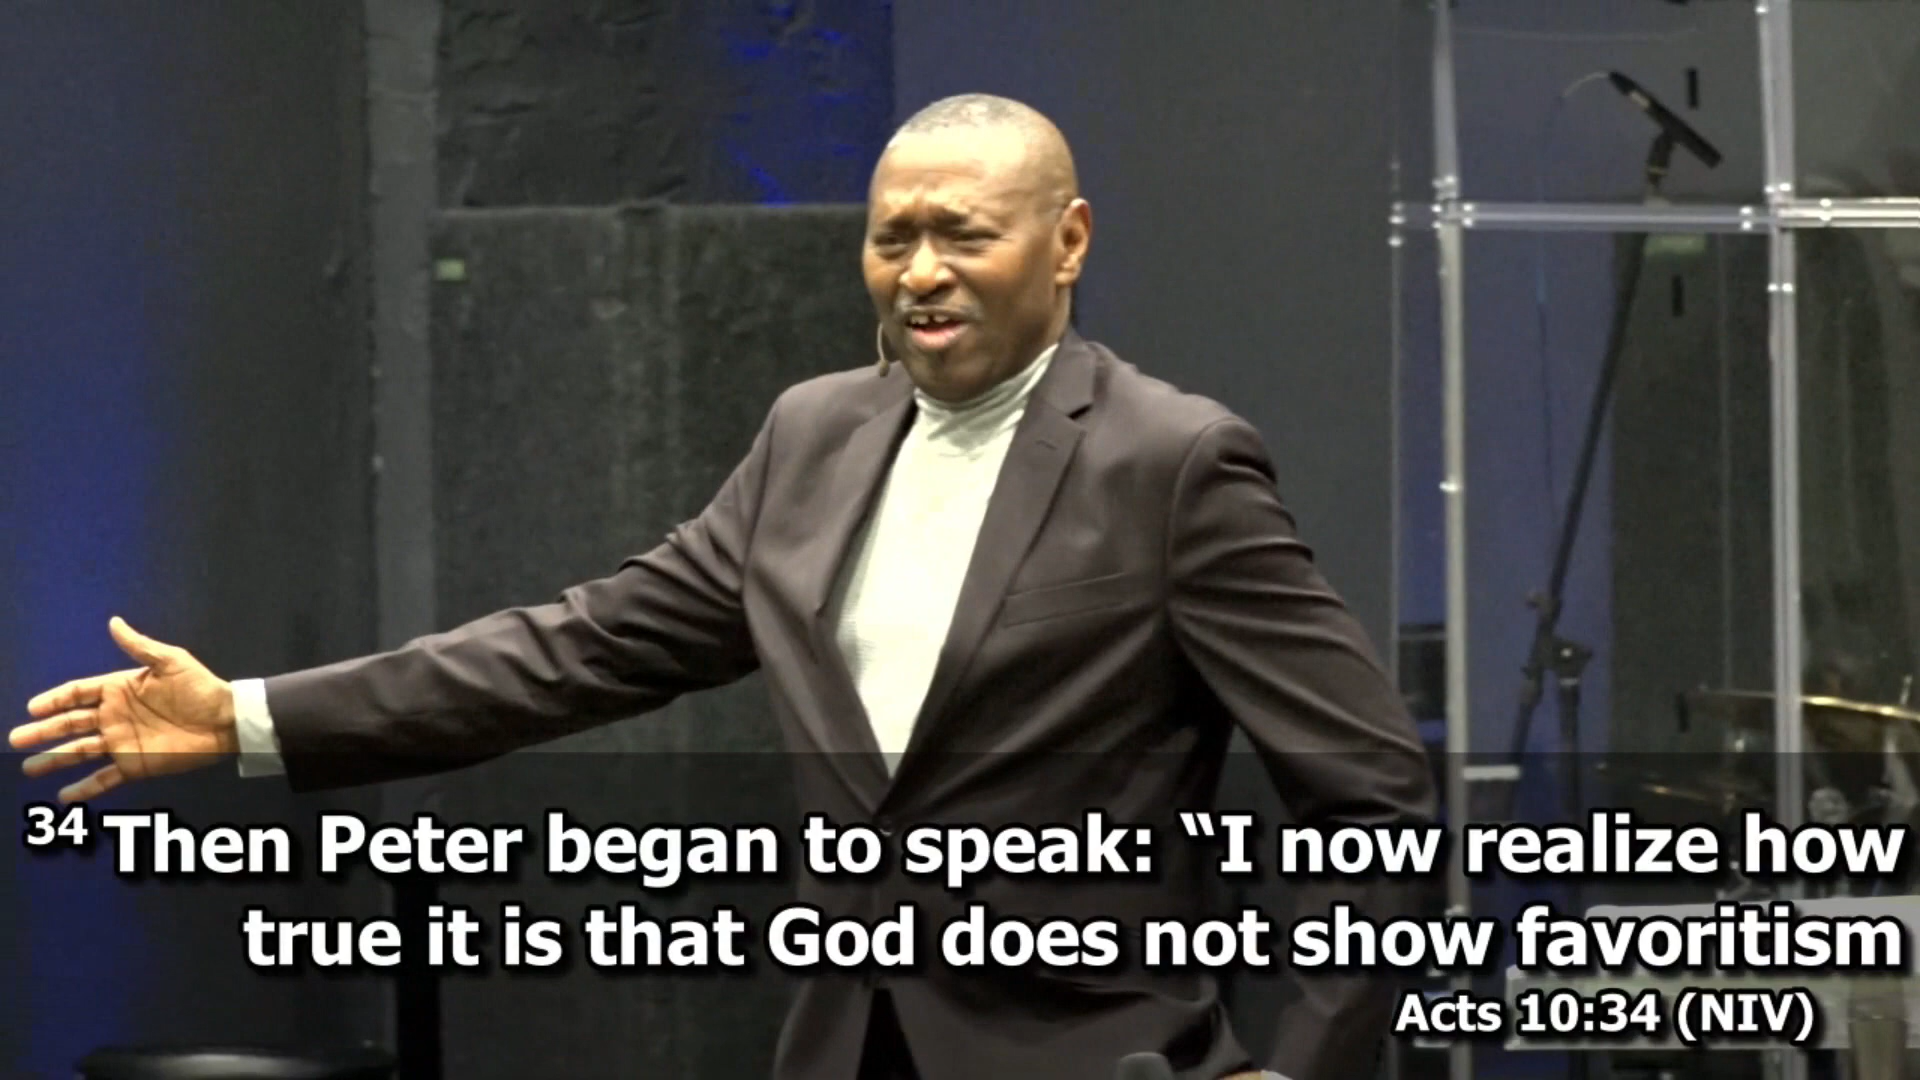 34 Then Peter began to speak: “I now realize how
true it is that God does not show favoritism
Acts 10:34 (NIV)